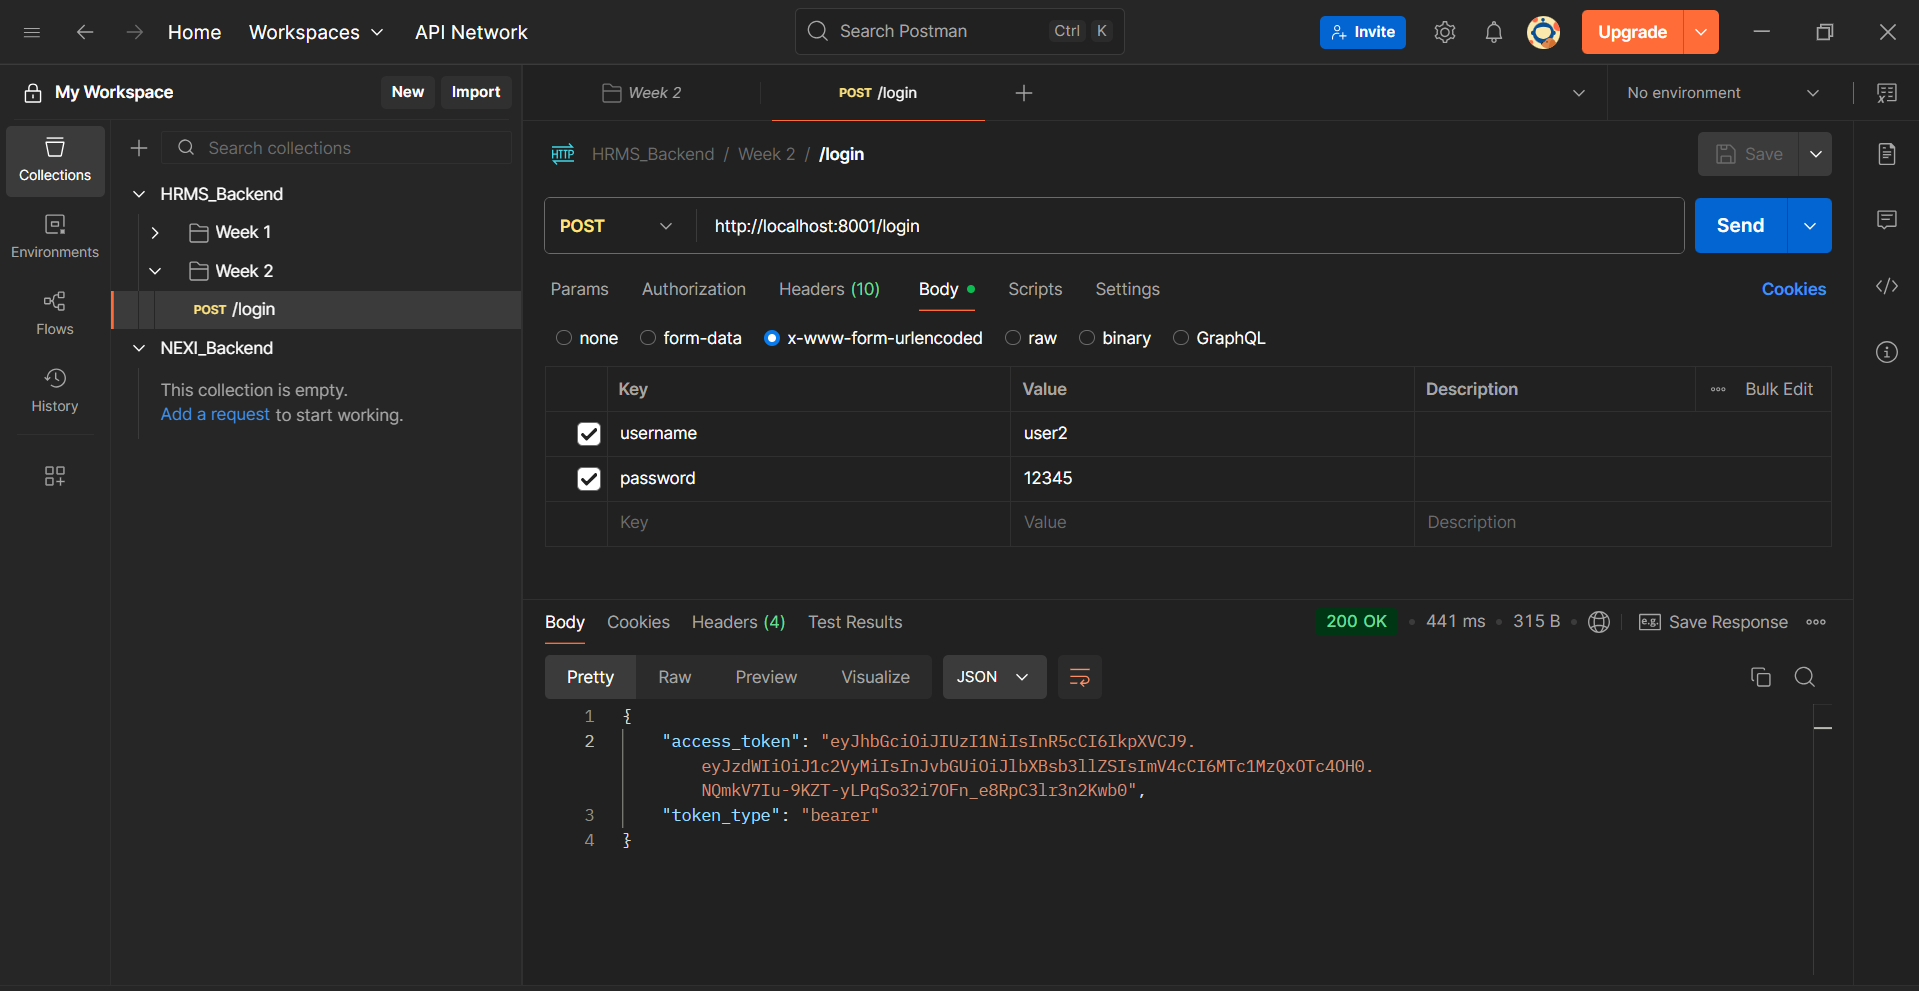 Home Workspaces API Network Search Postman Ctrl K Invite Upgrade
My Workspace New Import
Week 2 POST /login No environment
Search collections
Collections
Environments
Flows
History
HRMS_Backend
Week 1
Week 2
POST /login
NEXI_Backend
This collection is empty.
Add a request to start working.
HTTP HRMS_Backend / Week 2 / /login Save
POST http://localhost:8001/login Send
Params Authorization Headers (10) Body Scripts Settings Cookies
none form-data x-www-form-urlencoded raw binary GraphQL
Key Value Description Bulk Edit
username user2
password 12345
Key Value Description
Body Cookies Headers (4) Test Results 200 OK 441 ms 315 B e.g. Save Response
Pretty Raw Preview Visualize JSON
1 {
2 "access_token": "eyJhbGciOiJIUzI1NiIsInR5cCI6IkpXVCJ9.
eyJzdWIiOiJ1c2VyMiIsInJvbGUiOiJlbXBsb3llZSIsImV4cCI6MTc1MzQxOTc4OH0.
NQmkV7Iu-9KZT-yLPqSo32i7OFn_e8RpC3lr3n2Kwb0",
3 "token_type": "bearer"
4 }